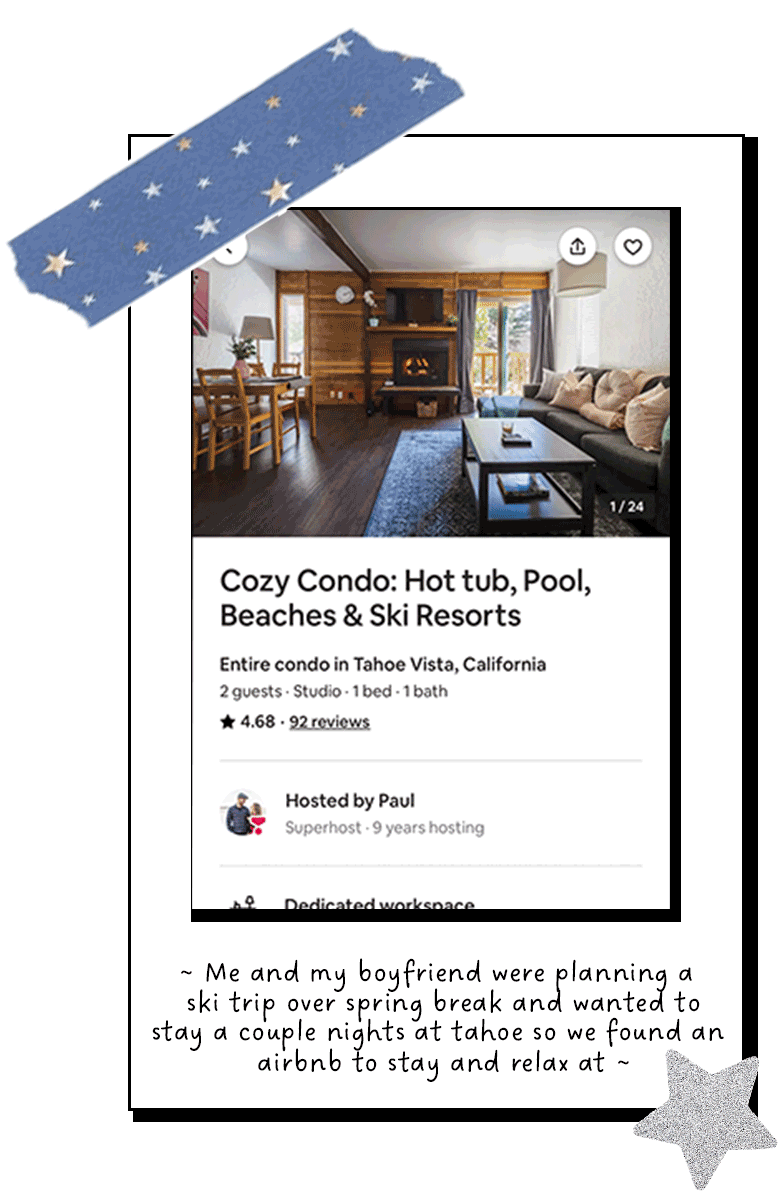 1 / 24
Cozy Condo: Hot tub, Pool,
Beaches & Ski Resorts
Entire condo in Tahoe Vista, California
2 guests · Studio · 1 bed · 1 bath
★ 4.68 · 92 reviews
Hosted by Paul
Superhost · 9 years hosting
Dedicated workspace
~ Me and my boyfriend were planning a
ski trip over spring break and wanted to
stay a couple nights at tahoe so we found an
airbnb to stay and relax at ~